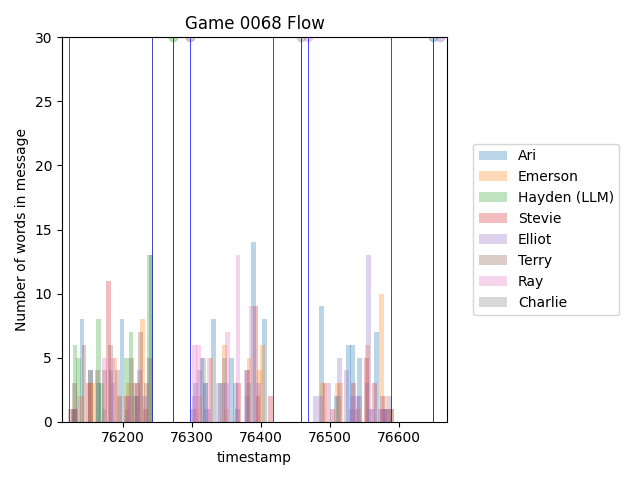 Game 0068 Flow
Number of words in message
30
25
20
15
10
5
0
76200
76300
76400
76500
76600
timestamp
Ari
Emerson
Hayden (LLM)
Stevie
Elliot
Terry
Ray
Charlie